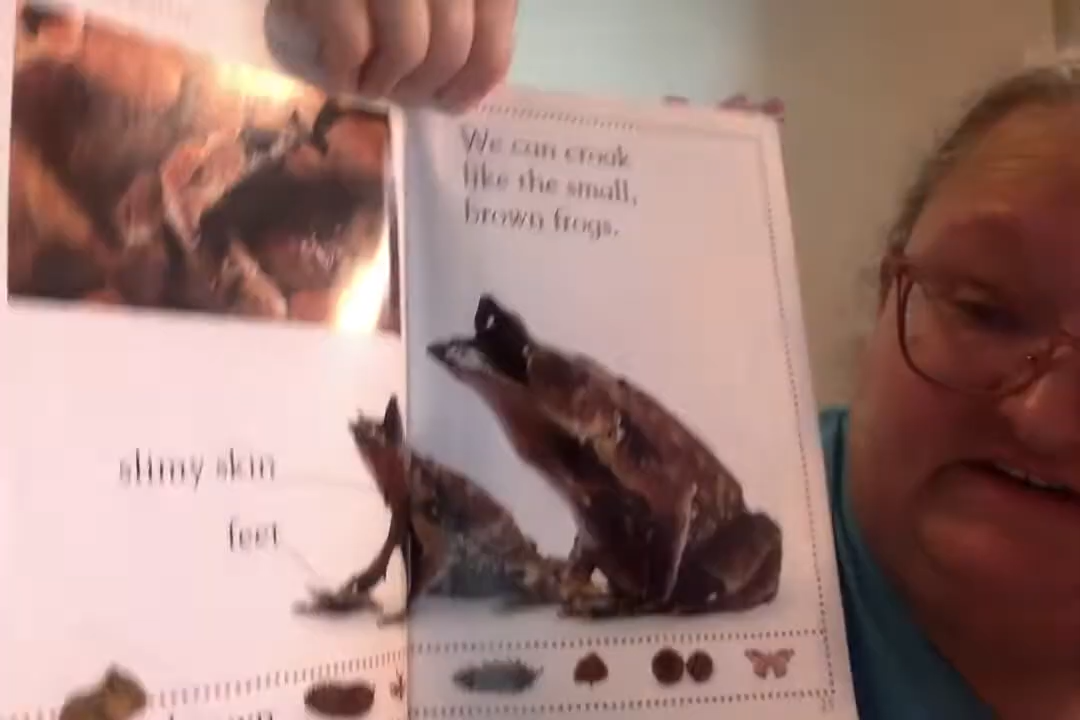 slimy skin
feet
We can croak
like the small,
brown frogs.